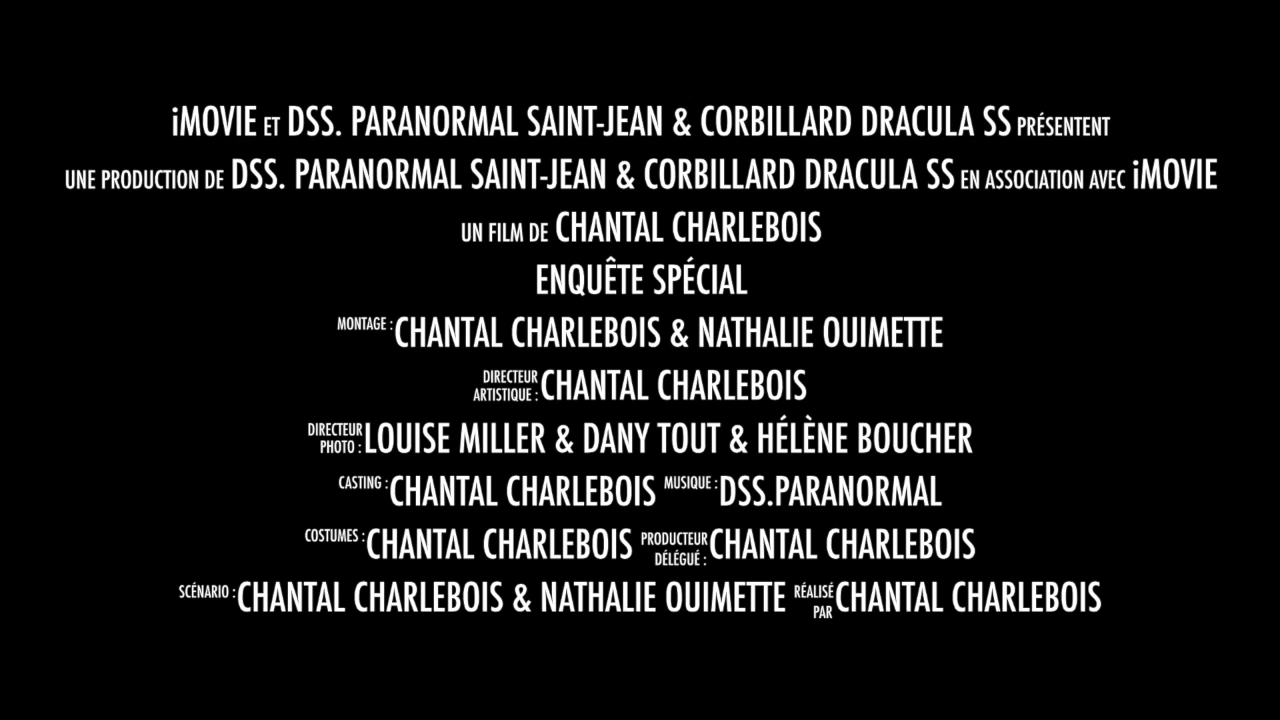 iMOVIE ET DSS. PARANORMAL SAINT-JEAN & CORBILLARD DRACULA SS PRÉSENTENT
UNE PRODUCTION DE DSS. PARANORMAL SAINT-JEAN & CORBILLARD DRACULA SS EN ASSOCIATION AVEC iMOVIE
UN FILM DE CHANTAL CHARLEBOIS
ENQUÊTE SPÉCIAL
MONTAGE : CHANTAL CHARLEBOIS & NATHALIE OUIMETTE
DIRECTEUR ARTISTIQUE : CHANTAL CHARLEBOIS
DIRECTEUR PHOTO : LOUISE MILLER & DANY TOUT & HÉLÈNE BOUCHER
CASTING : CHANTAL CHARLEBOIS MUSIQUE : DSS.PARANORMAL
COSTUMES : CHANTAL CHARLEBOIS PRODUCTEUR DÉLÉGUÉ : CHANTAL CHARLEBOIS
SCÉNARIO : CHANTAL CHARLEBOIS & NATHALIE OUIMETTE RÉALISÉ PAR CHANTAL CHARLEBOIS